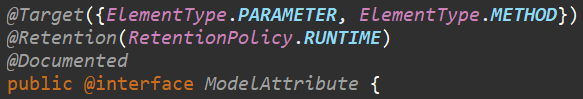 @Target({ElementType.PARAMETER, ElementType.METHOD})
@Retention(RetentionPolicy.RUNTIME)
@Documented
public @interface ModelAttribute {